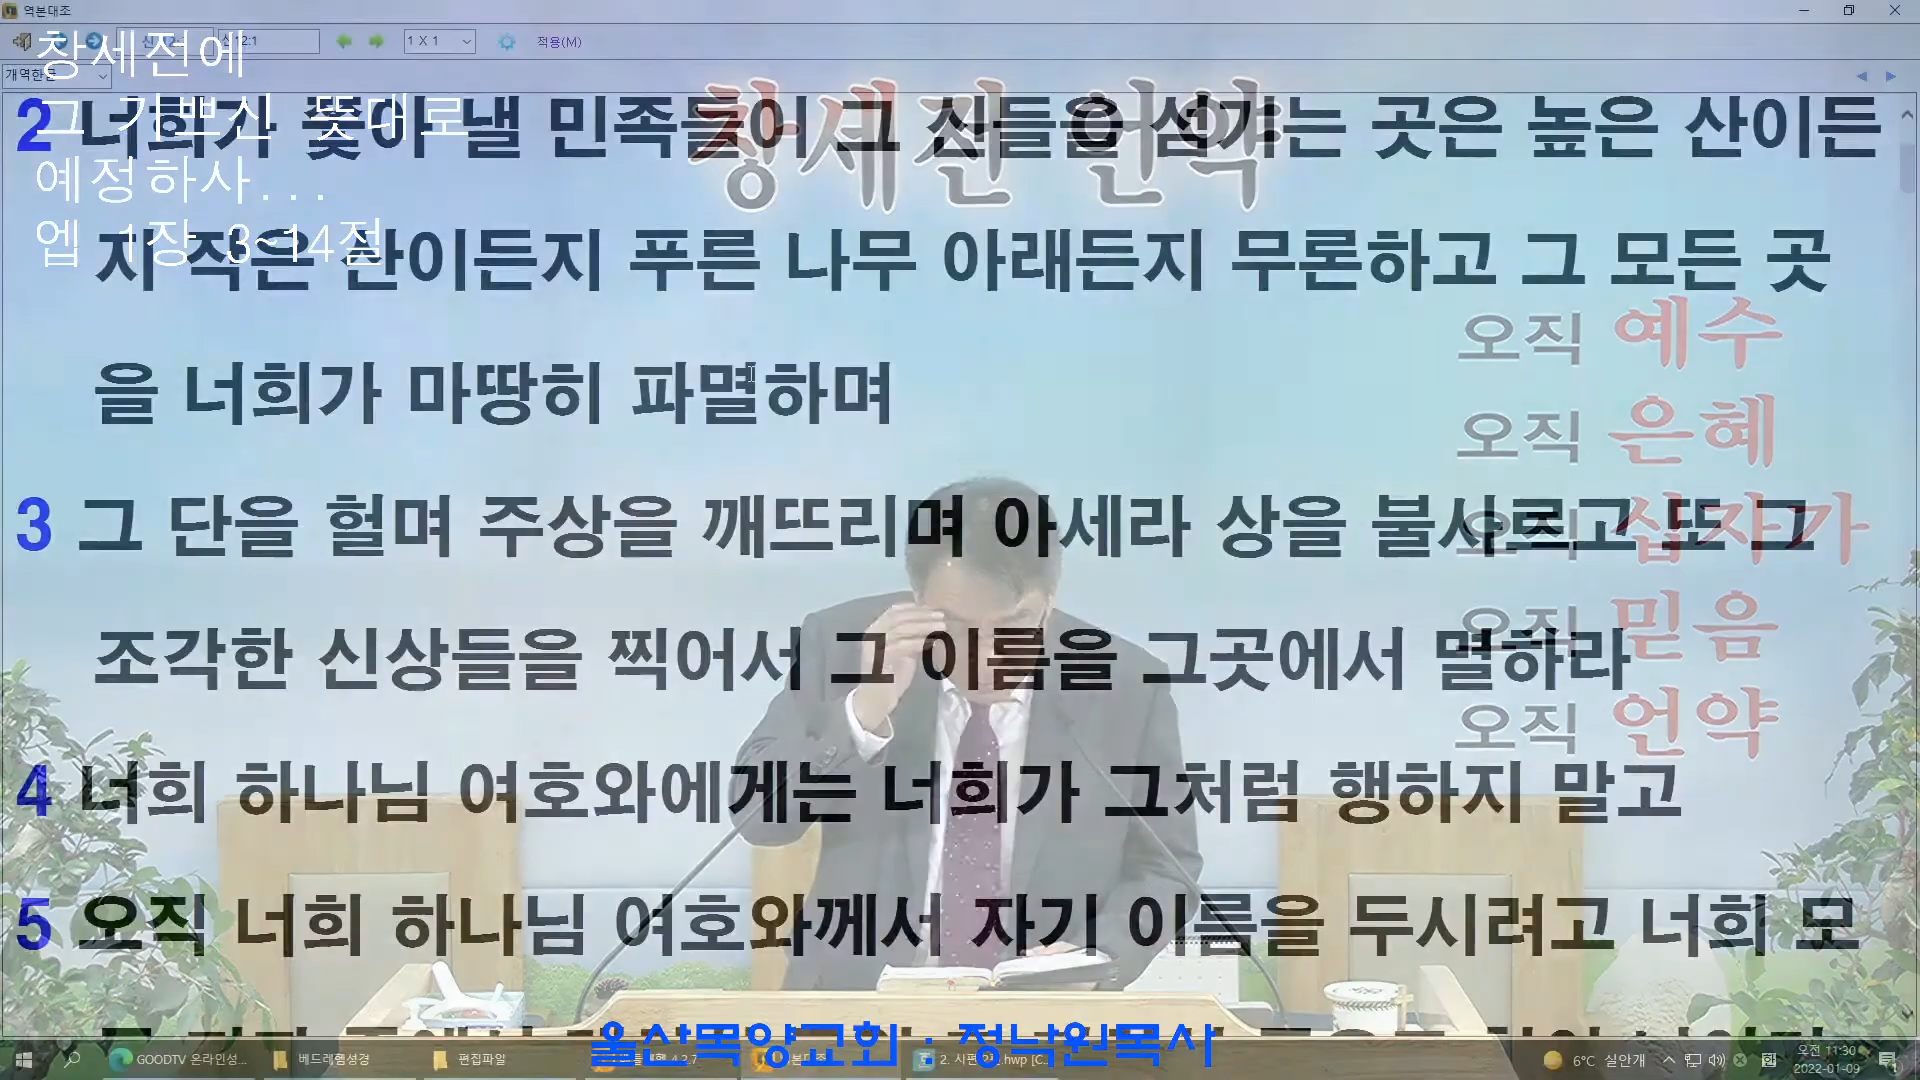 역본대조
신 12:1
1 X 1
적용(M)
개역한글
창세전에
그 기쁘신 뜻대로
예정하사...
엡 1장 3~14절
창세전 언약
2 너희가 쫓아 낼 민족들이 그 신들을 섬기는 곳은 높은 산이든
지 작은 산이든지 푸른 나무 아래든지 무론하고 그 모든 곳
을 너희가 마땅히 파멸하며
3 그 단을 헐며 주상을 깨뜨리며 아세라 상을 불사르고 또 그
조각한 신상들을 찍어서 그 이름을 그곳에서 멸하라
4 너희 하나님 여호와에게는 너희가 그처럼 행하지 말고
5 오직 너희 하나님 여호와께서 자기 이름을 두시려고 너희 모
오직 예수
오직 은혜
오직 십자가
오직 믿음
오직 언약
울산목양교회 : 정낙원목사
GOODTV 온라인성...
베드레헴성경
편집파일
2. 시편 2편.hwp [C...
6°C 실안개
한
오전 11:30
2022-01-09